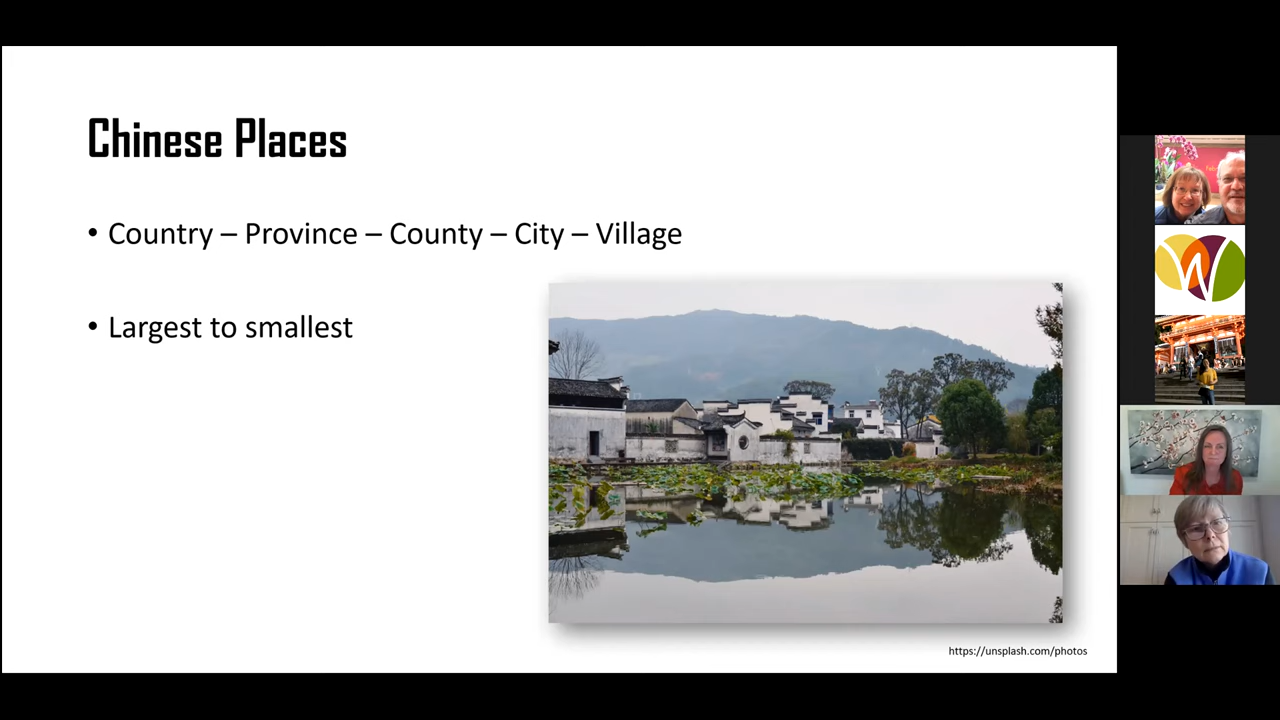 Chinese Places
• Country – Province – County – City – Village
• Largest to smallest
https://unsplash.com/photos